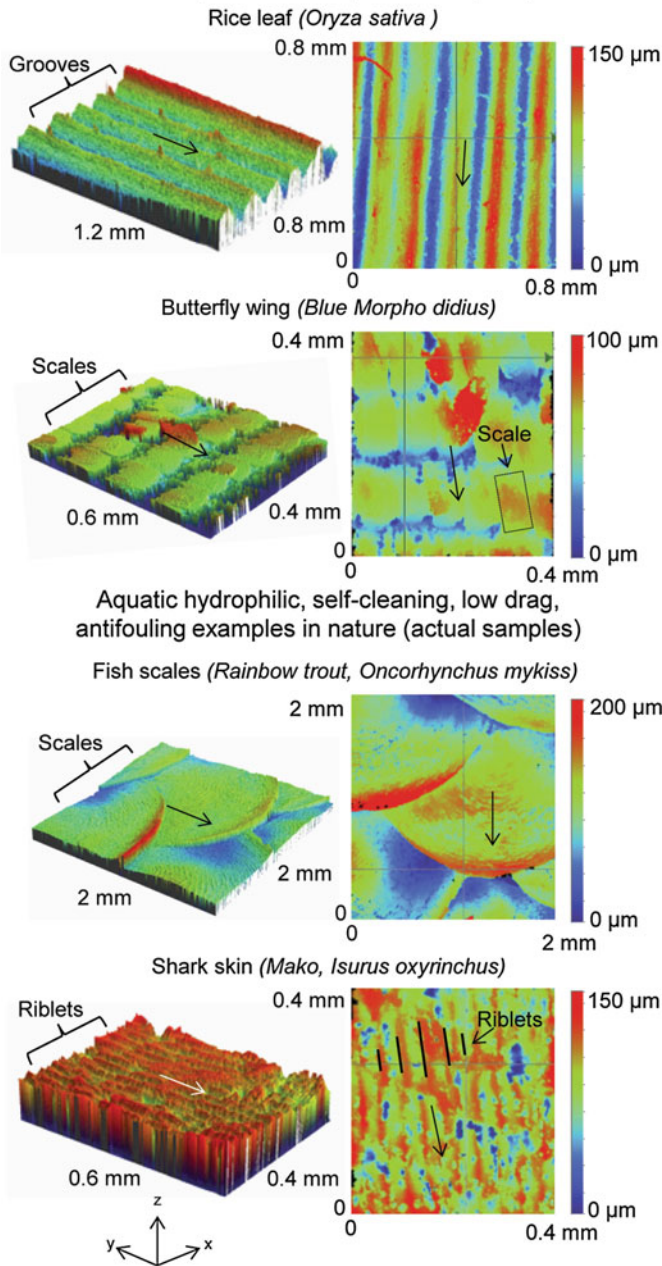 Rice leaf (Oryza sativa )
Grooves
1.2 mm
0.8 mm
0.8 mm
0
0
0.8 mm
150 µm
0 µm
Butterfly wing (Blue Morpho didius)
Scales
0.6 mm
0.4 mm
0.4 mm
Scale
0
0
0.4 mm
100 µm
0 µm
Aquatic hydrophilic, self-cleaning, low drag,
antifouling examples in nature (actual samples)
Fish scales (Rainbow trout, Oncorhynchus mykiss)
Scales
2 mm
2 mm
2 mm
0
0
2 mm
200 µm
0 µm
Shark skin (Mako, Isurus oxyrinchus)
Riblets
0.6 mm
0.4 mm
0.4 mm
Riblets
0
0
0.4 mm
150 µm
0 µm
z
y
x